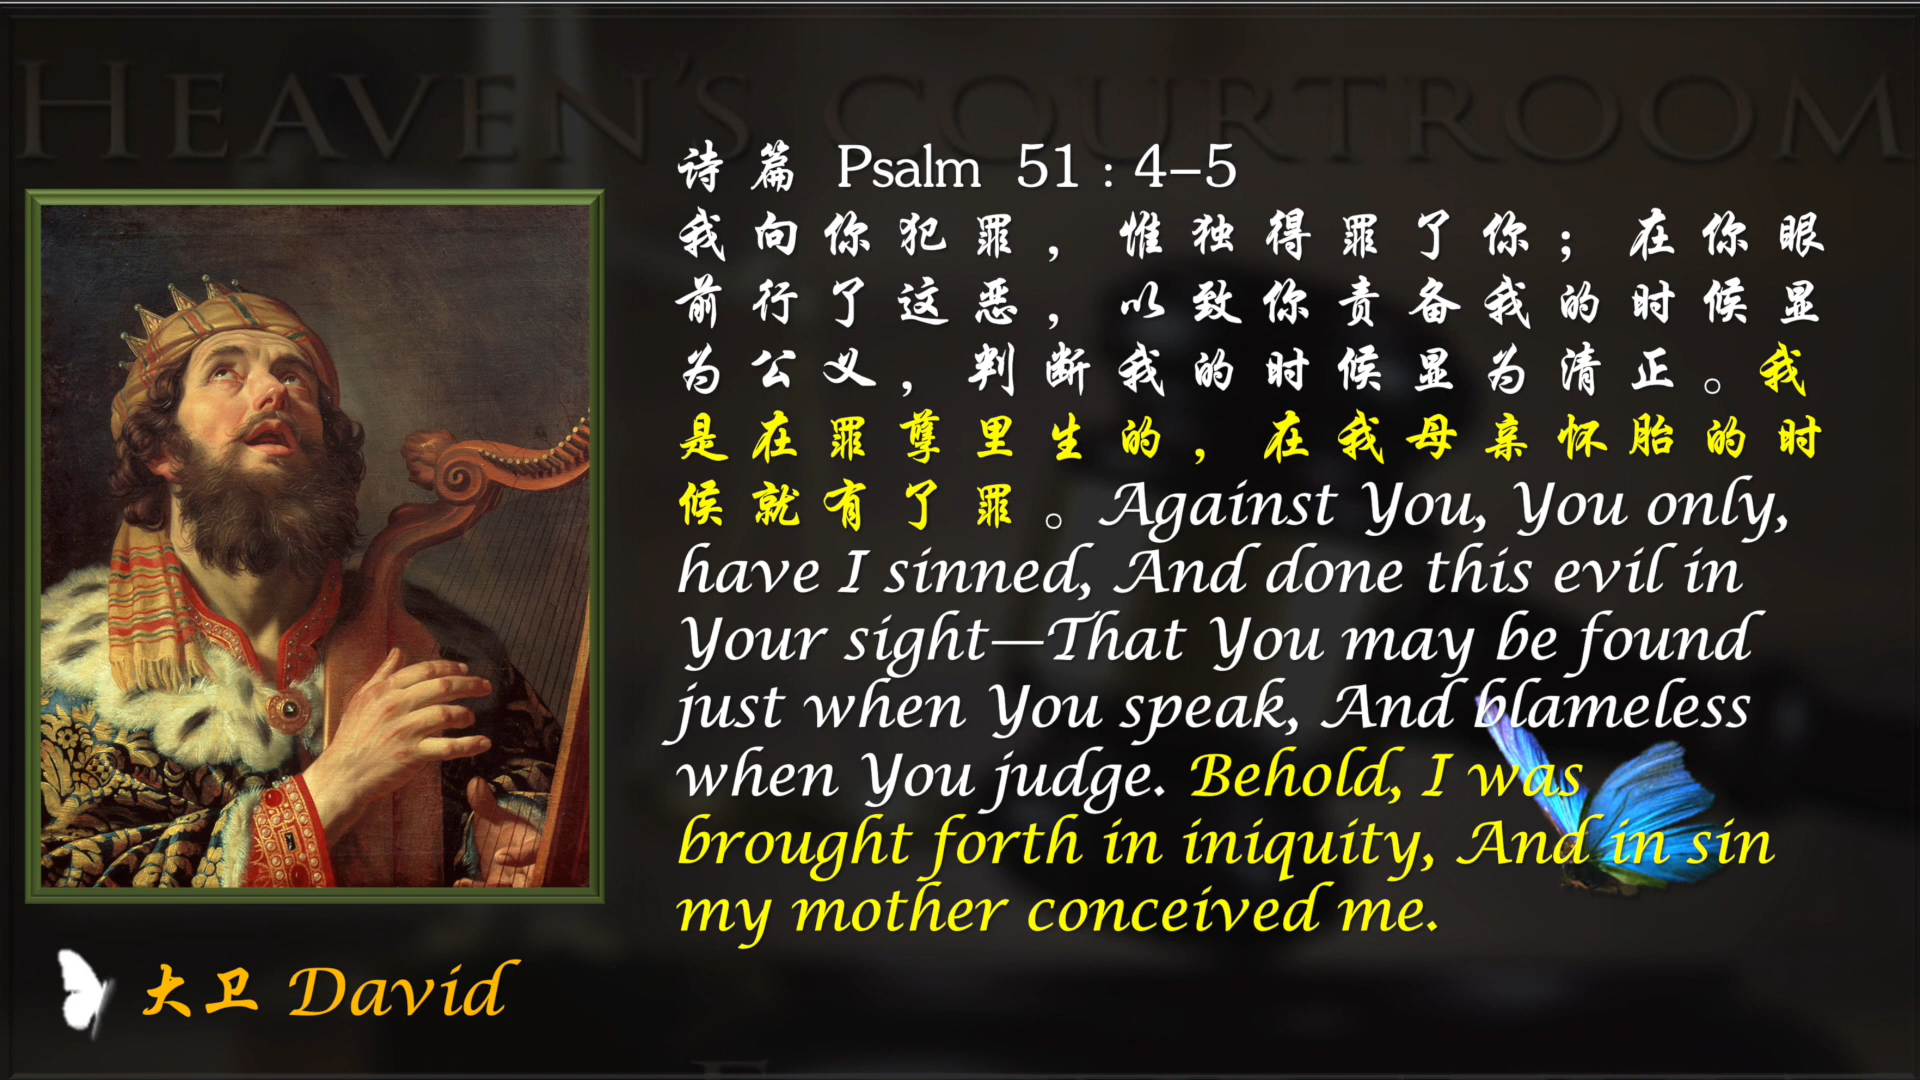 HEAVEN'S COURTROOM
诗篇 Psalm 51 : 4–5
我向你犯罪，惟独得罪了你；在你眼
前行了这恶，以致你责备我的时候显
为公义，判断我的时候显为清正。我
是在罪孽里生的，在我母亲怀胎的时
候就有了罪。Against You, You only,
have I sinned, And done this evil in
Your sight—That You may be found
just when You speak, And blameless
when You judge. Behold, I was
brought forth in iniquity, And in sin
my mother conceived me.
大卫 David